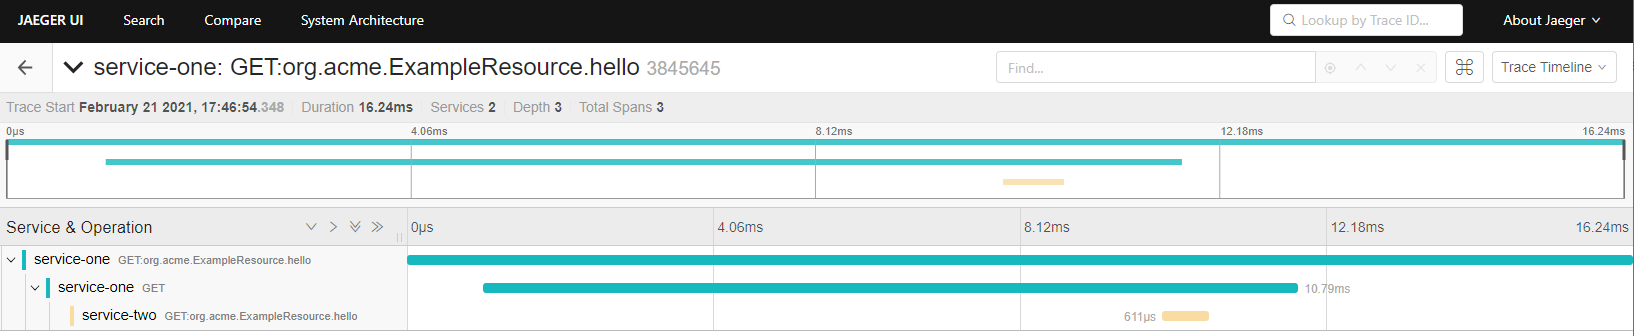 JAEGER UI Search Compare System Architecture Lookup by Trace ID... About Jaeger
service-one: GET:org.acme.ExampleResource.hello 3845645 Find... Trace Timeline
Trace Start February 21 2021, 17:46:54.348 Duration 16.24ms Services 2 Depth 3 Total Spans 3
0μs 4.06ms 8.12ms 12.18ms 16.24ms
Service & Operation 0μs 4.06ms 8.12ms 12.18ms 16.24ms
service-one GET:org.acme.ExampleResource.hello
service-one GET 10.79ms
service-two GET:org.acme.ExampleResource.hello 611μs